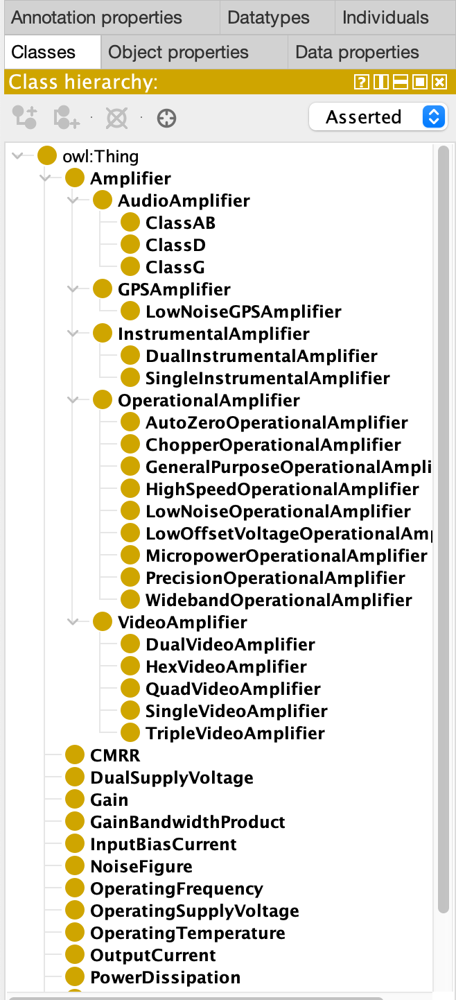 Annotation properties Datatypes Individuals
Classes Object properties Data properties
Class hierarchy:
Asserted
owl:Thing
Amplifier
AudioAmplifier
ClassAB
ClassD
ClassG
GPSAmplifier
LowNoiseGPSAmplifier
InstrumentalAmplifier
DualInstrumentalAmplifier
SingleInstrumentalAmplifier
OperationalAmplifier
AutoZeroOperationalAmplifier
ChopperOperationalAmplifier
GeneralPurposeOperationalAmpli
HighSpeedOperationalAmplifier
LowNoiseOperationalAmplifier
LowOffsetVoltageOperationalAmp
MicropowerOperationalAmplifier
PrecisionOperationalAmplifier
WidebandOperationalAmplifier
VideoAmplifier
DualVideoAmplifier
HexVideoAmplifier
QuadVideoAmplifier
SingleVideoAmplifier
TripleVideoAmplifier
CMRR
DualSupplyVoltage
Gain
GainBandwidthProduct
InputBiasCurrent
NoiseFigure
OperatingFrequency
OperatingSupplyVoltage
OperatingTemperature
OutputCurrent
PowerDissipation